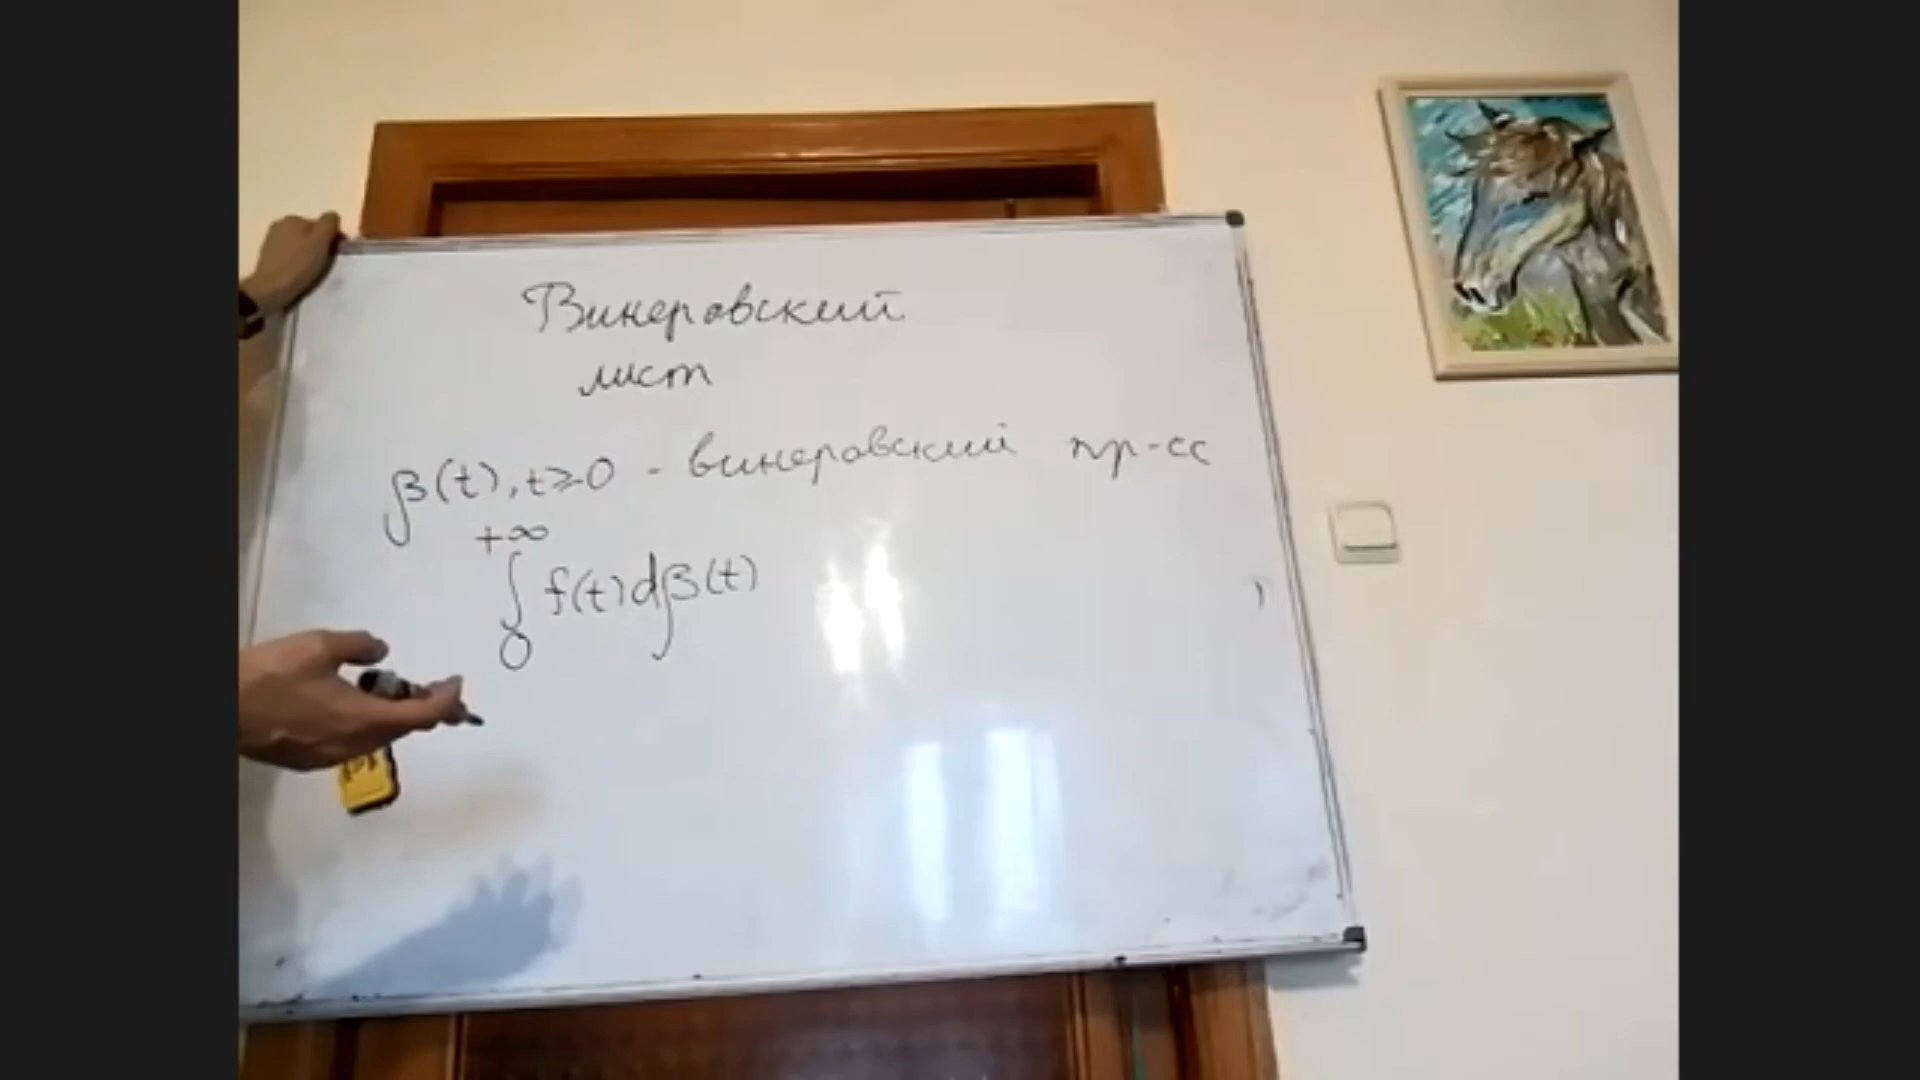 Винеровский
лист
β(t), t≥0 - винеровский пр-сс
+∞
∫ f(t)dβ(t)
0